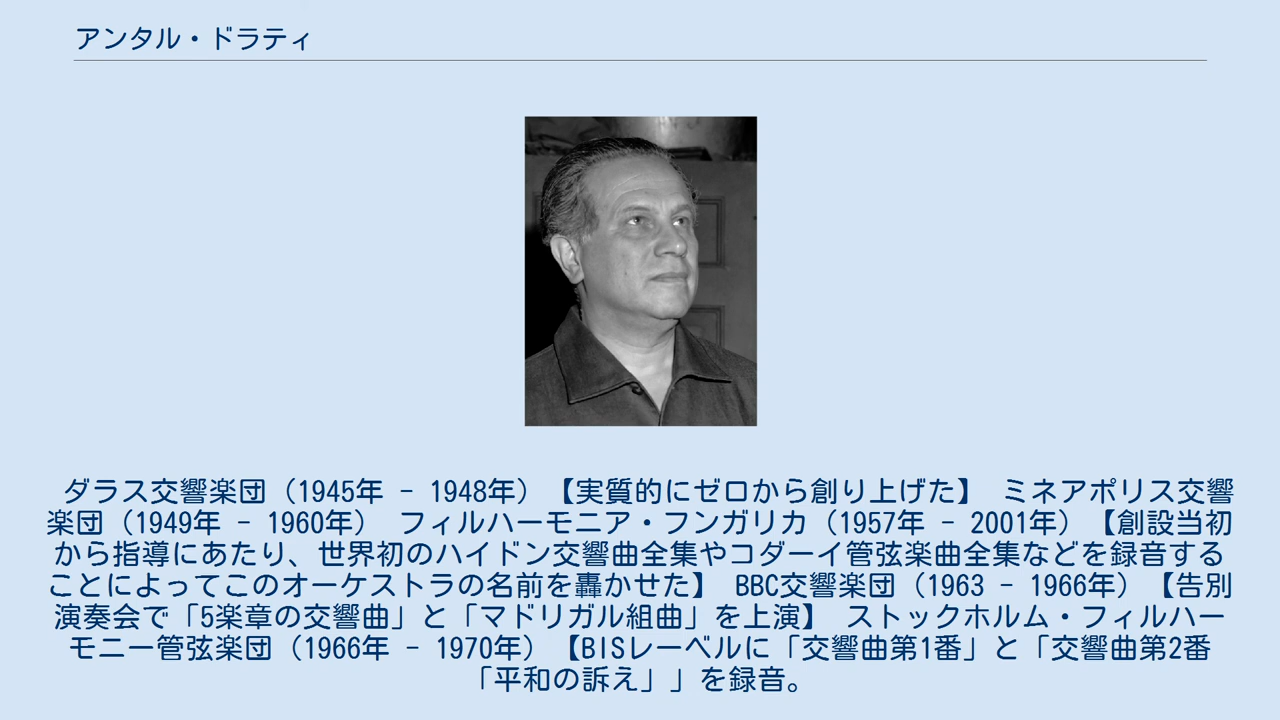 アンタル・ドラティ
ダラス交響楽団（1945年 - 1948年）【実質的にゼロから創り上げた】 ミネアポリス交響
楽団（1949年 - 1960年） フィルハーモニア・フンガリカ（1957年 - 2001年）【創設当初
から指導にあたり、世界初のハイドン交響曲全集やコダーイ管弦楽曲全集などを録音する
ことによってこのオーケストラの名前を轟かせた】 BBC交響楽団（1963 - 1966年）【告別
演奏会で「5楽章の交響曲」と「マドリガル組曲」を上演】 ストックホルム・フィルハー
モニー管弦楽団（1966年 - 1970年）【BISレーベルに「交響曲第1番」と「交響曲第2番
「平和の訴え」」を録音。